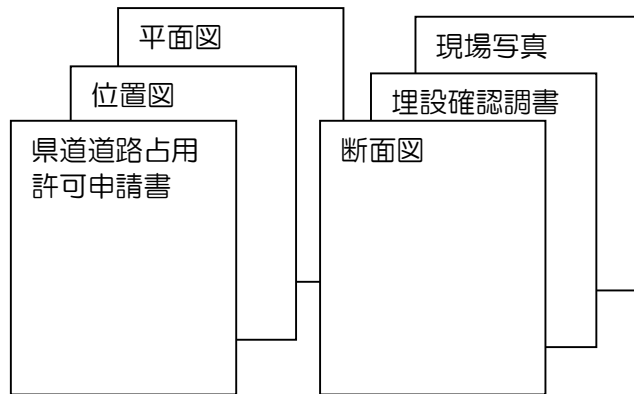 平面図
位置図
県道道路占用
許可申請書
現場写真
埋設確認調書
断面図